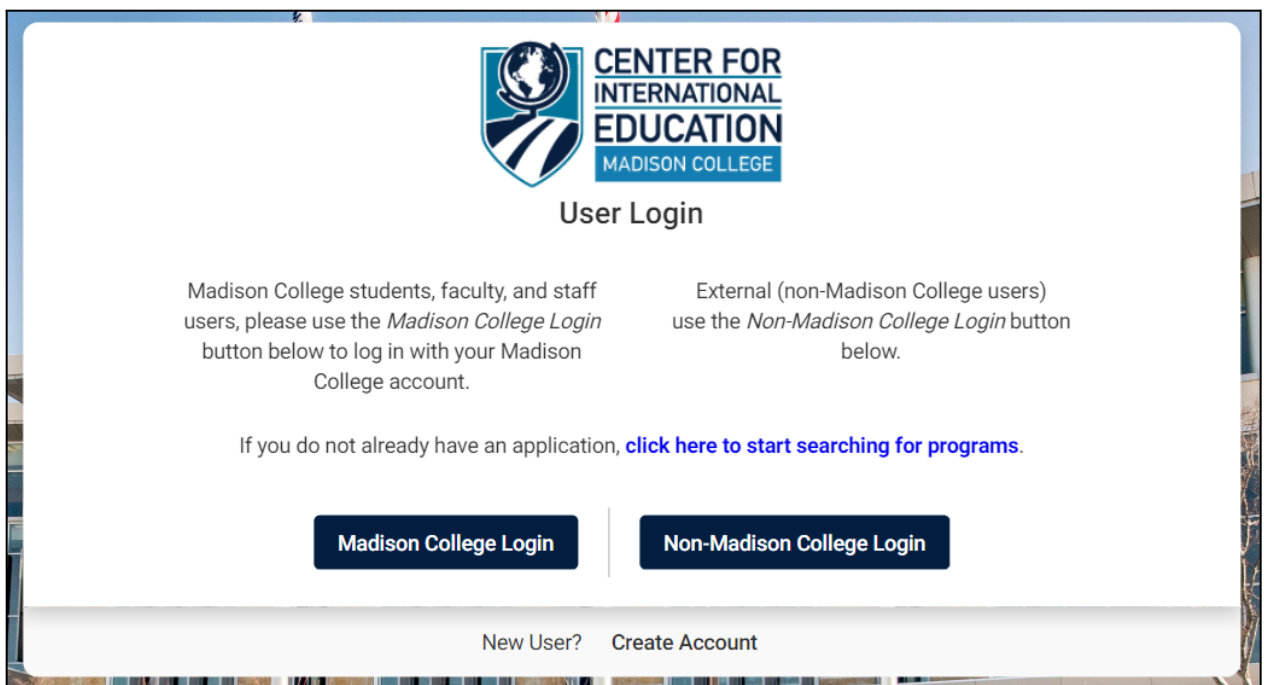 CENTER FOR
INTERNATIONAL
EDUCATION
MADISON COLLEGE
User Login
Madison College students, faculty, and staff
users, please use the Madison College Login
button below to log in with your Madison
College account.
External (non-Madison College users)
use the Non-Madison College Login button
below.
If you do not already have an application, click here to start searching for programs.
Madison College Login
Non-Madison College Login
New User? Create Account